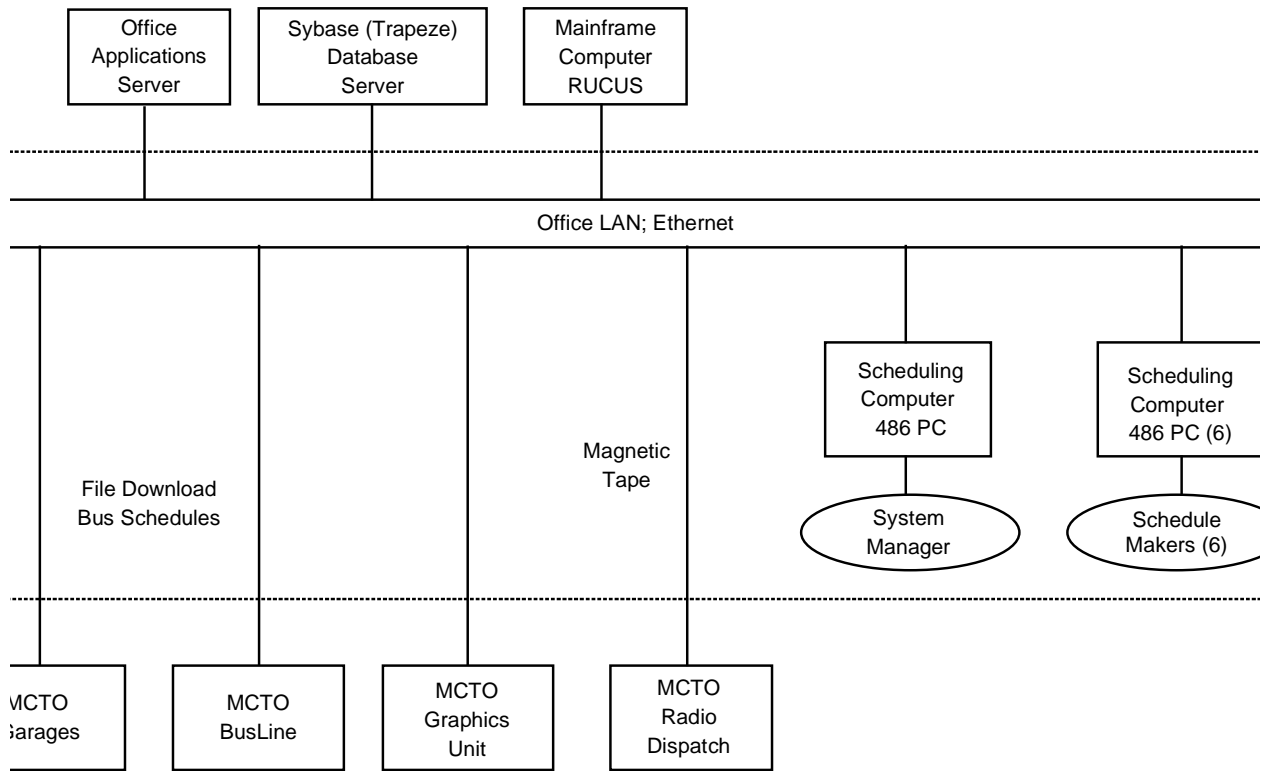 Office
Applications
Server
Sybase (Trapeze)
Database
Server
Mainframe
Computer
RUCUS
Office LAN; Ethernet
File Download
Bus Schedules
Magnetic
Tape
Scheduling
Computer
486 PC
System
Manager
Scheduling
Computer
486 PC (6)
Schedule
Makers (6)
MCTO
arages
MCTO
BusLine
MCTO
Graphics
Unit
MCTO
Radio
Dispatch